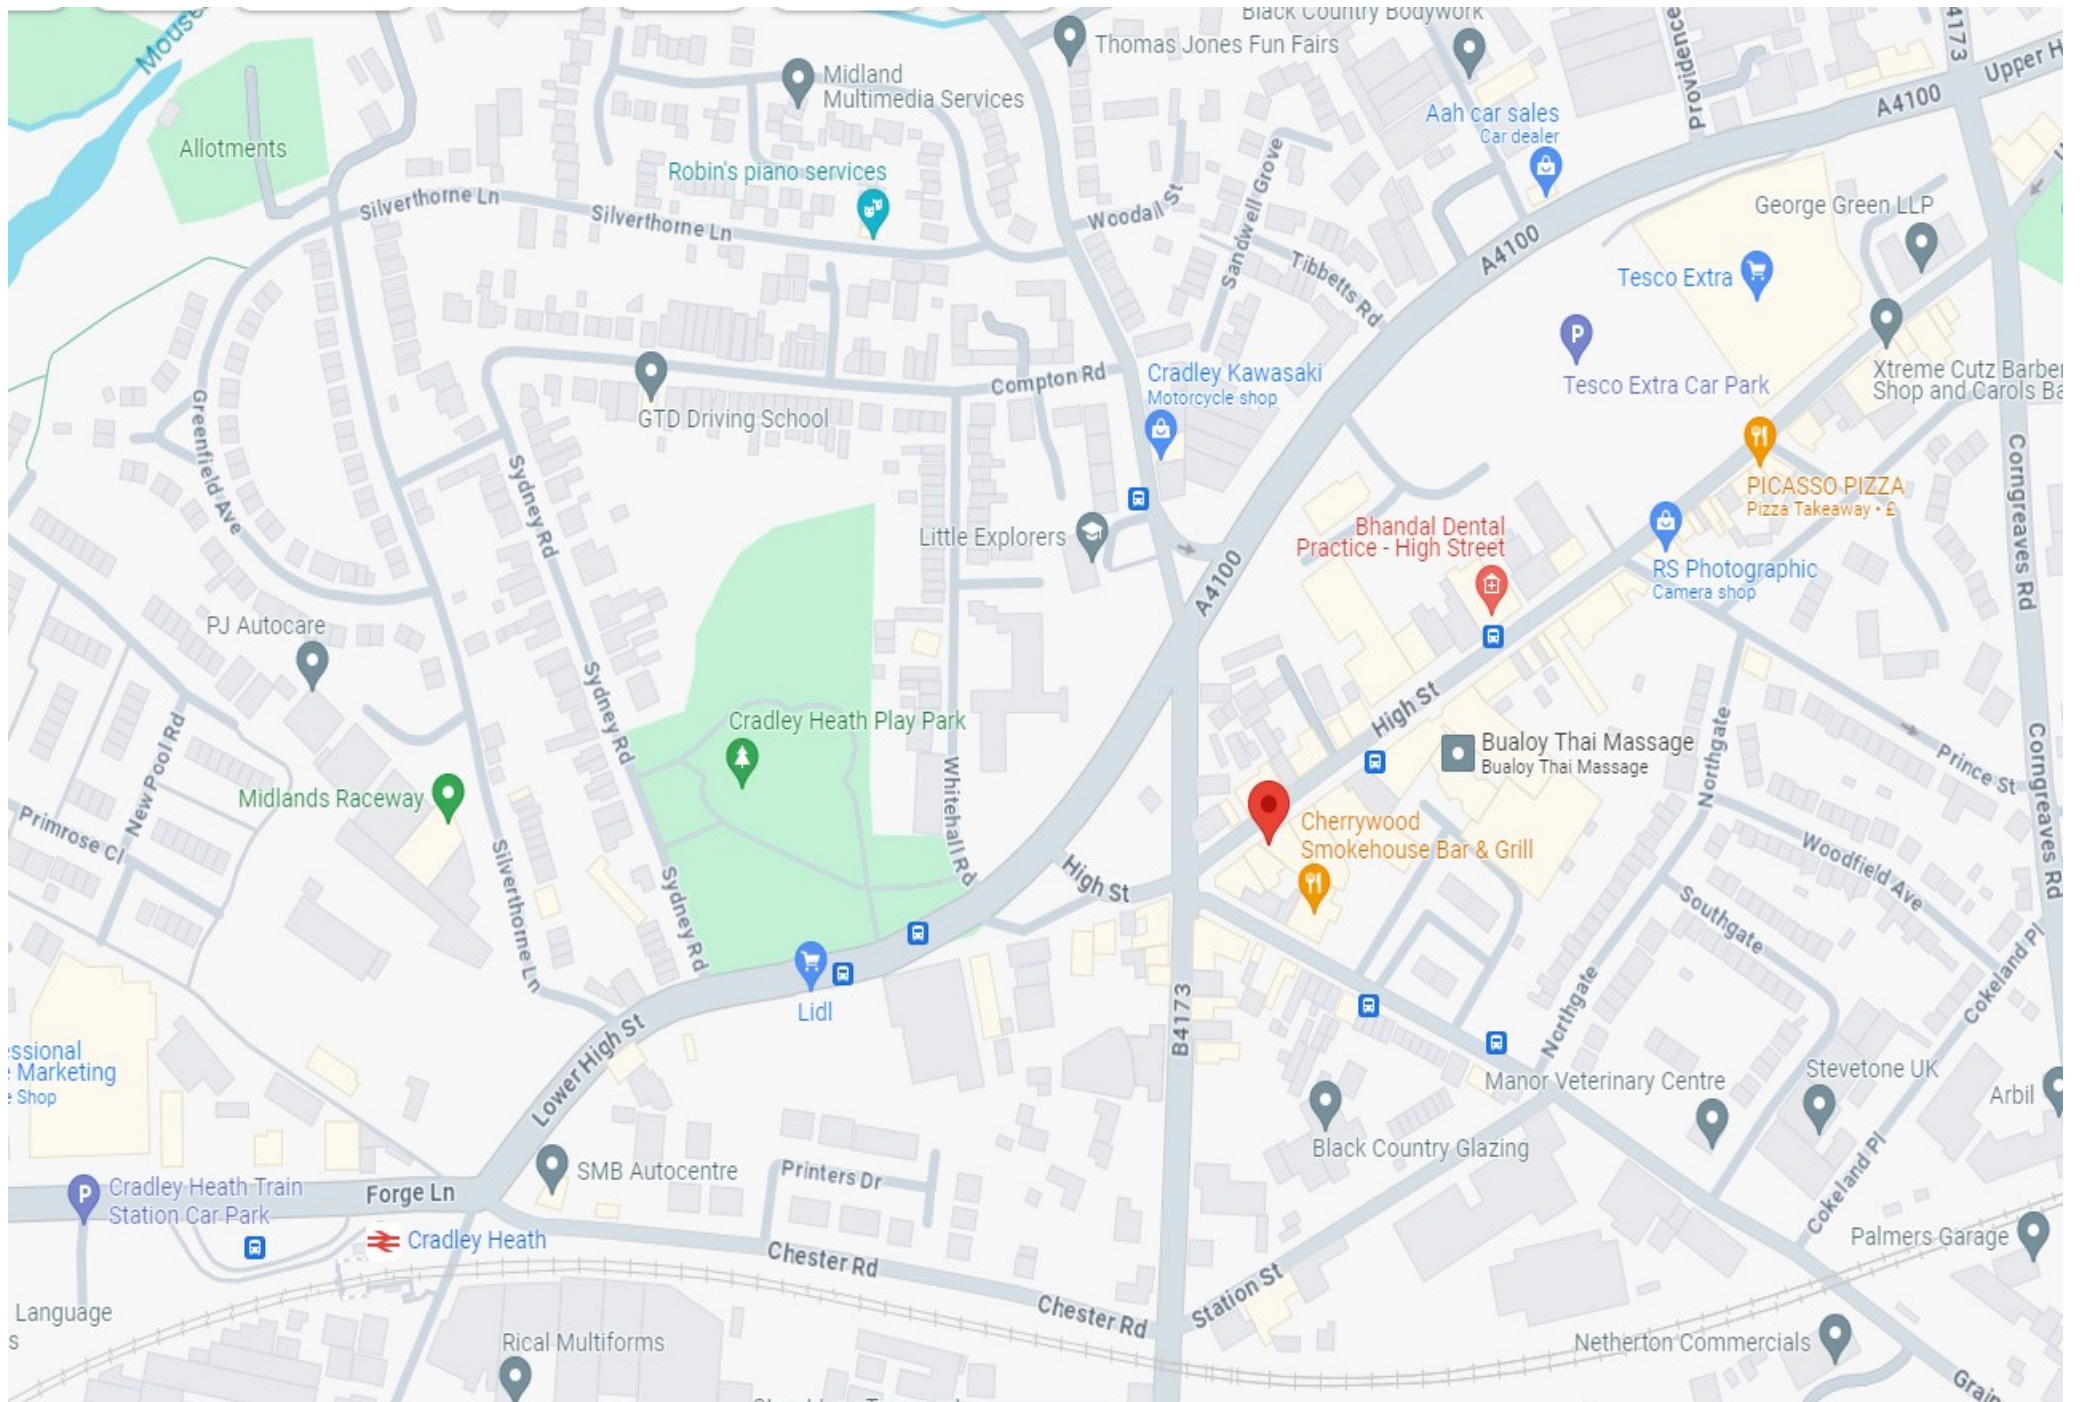 Mouse
Black Country Bodywork
Thomas Jones Fun Fairs
Providence
4173
Upper H
A4100
Midland
Multimedia Services
Aah car sales
Car dealer
Allotments
Robin's piano services
Silverthorne Ln
Silverthorne Ln
Woodall St
Sandwell Grove
Tibbetts Rd
A4100
George Green LLP
Tesco Extra
P
Tesco Extra Car Park
Xtreme Cutz Barber
Shop and Carols Ba
Compton Rd
Cradley Kawasaki
Motorcycle shop
GTD Driving School
Greenfield Ave
Sydney Rd
Corngreaves Rd
PICASSO PIZZA
Pizza Takeaway • £
Little Explorers
Bhandal Dental
Practice - High Street
RS Photographic
Camera shop
A4100
PJ Autocare
Sydney Rd
High St
Cradley Heath Play Park
New Pool Rd
Whitehall Rd
Bualoy Thai Massage
Bualoy Thai Massage
Northgate
Prince St
Corngreaves Rd
Midlands Raceway
Primrose Cl
Silverthorne Ln
Sydney Rd
High St
Cherrywood
Smokehouse Bar & Grill
Woodfield Ave
Southgate
Cokeland Pl
Lidl
B4173
Northgate
Lower High St
essional
e Marketing
e Shop
Manor Veterinary Centre
Stevetone UK
Arbil
Black Country Glazing
SMB Autocentre
Printers Dr
P
Cradley Heath Train
Station Car Park
Forge Ln
Cradley Heath
Cokeland Pl
Palmers Garage
Chester Rd
Chester Rd
Station St
Language
s
Rical Multiforms
Netherton Commercials
Grain